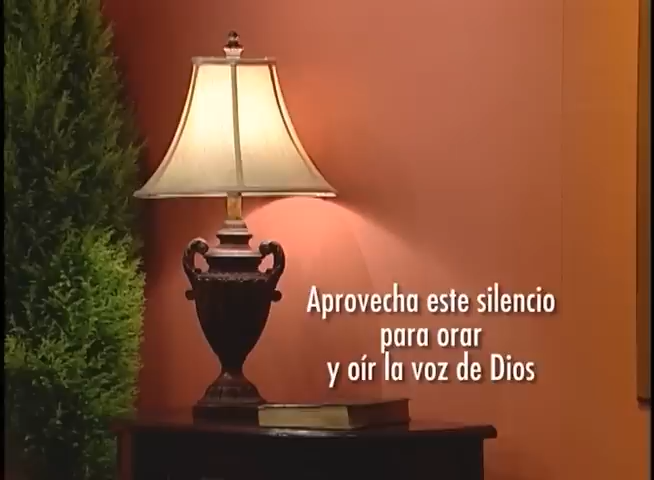 Aprovecha este silencio
para orar
y oír la voz de Dios